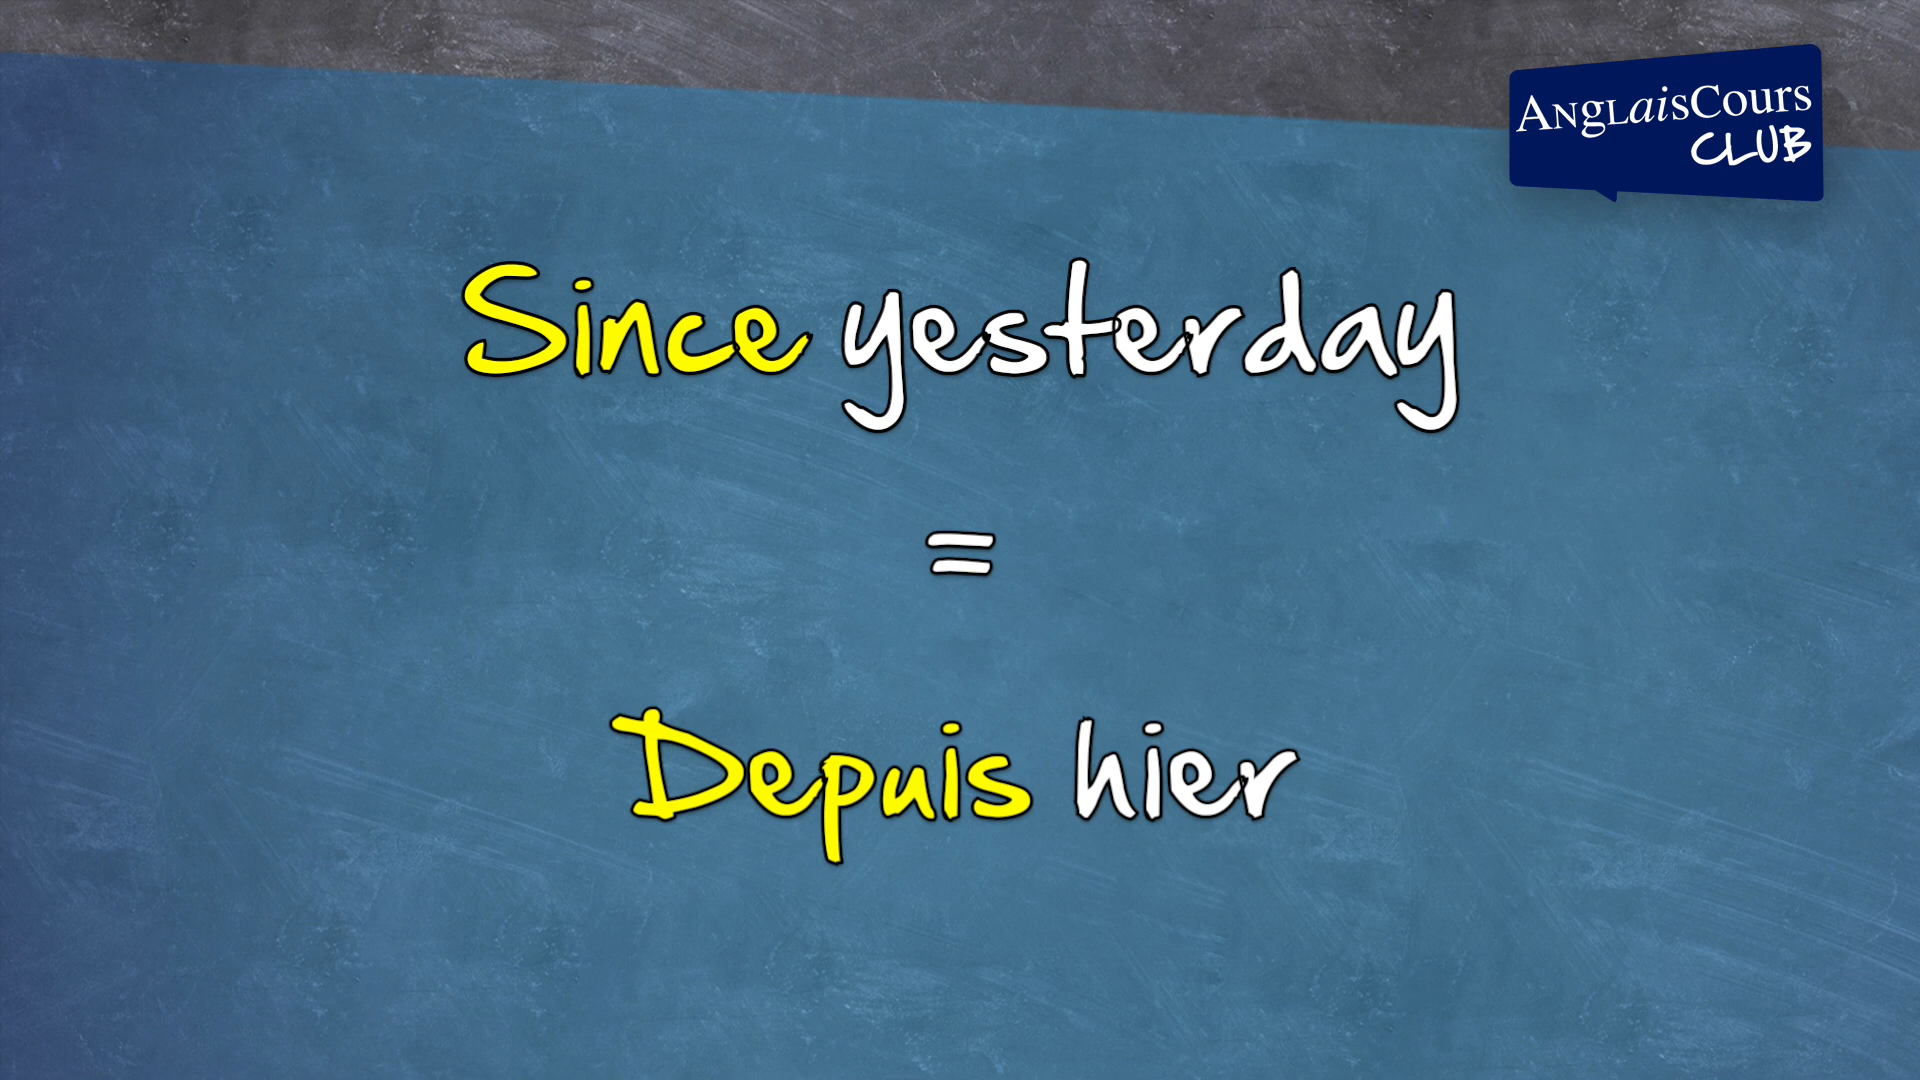 AnglaisCours
CLUB
Since yesterday
=
Depuis hier